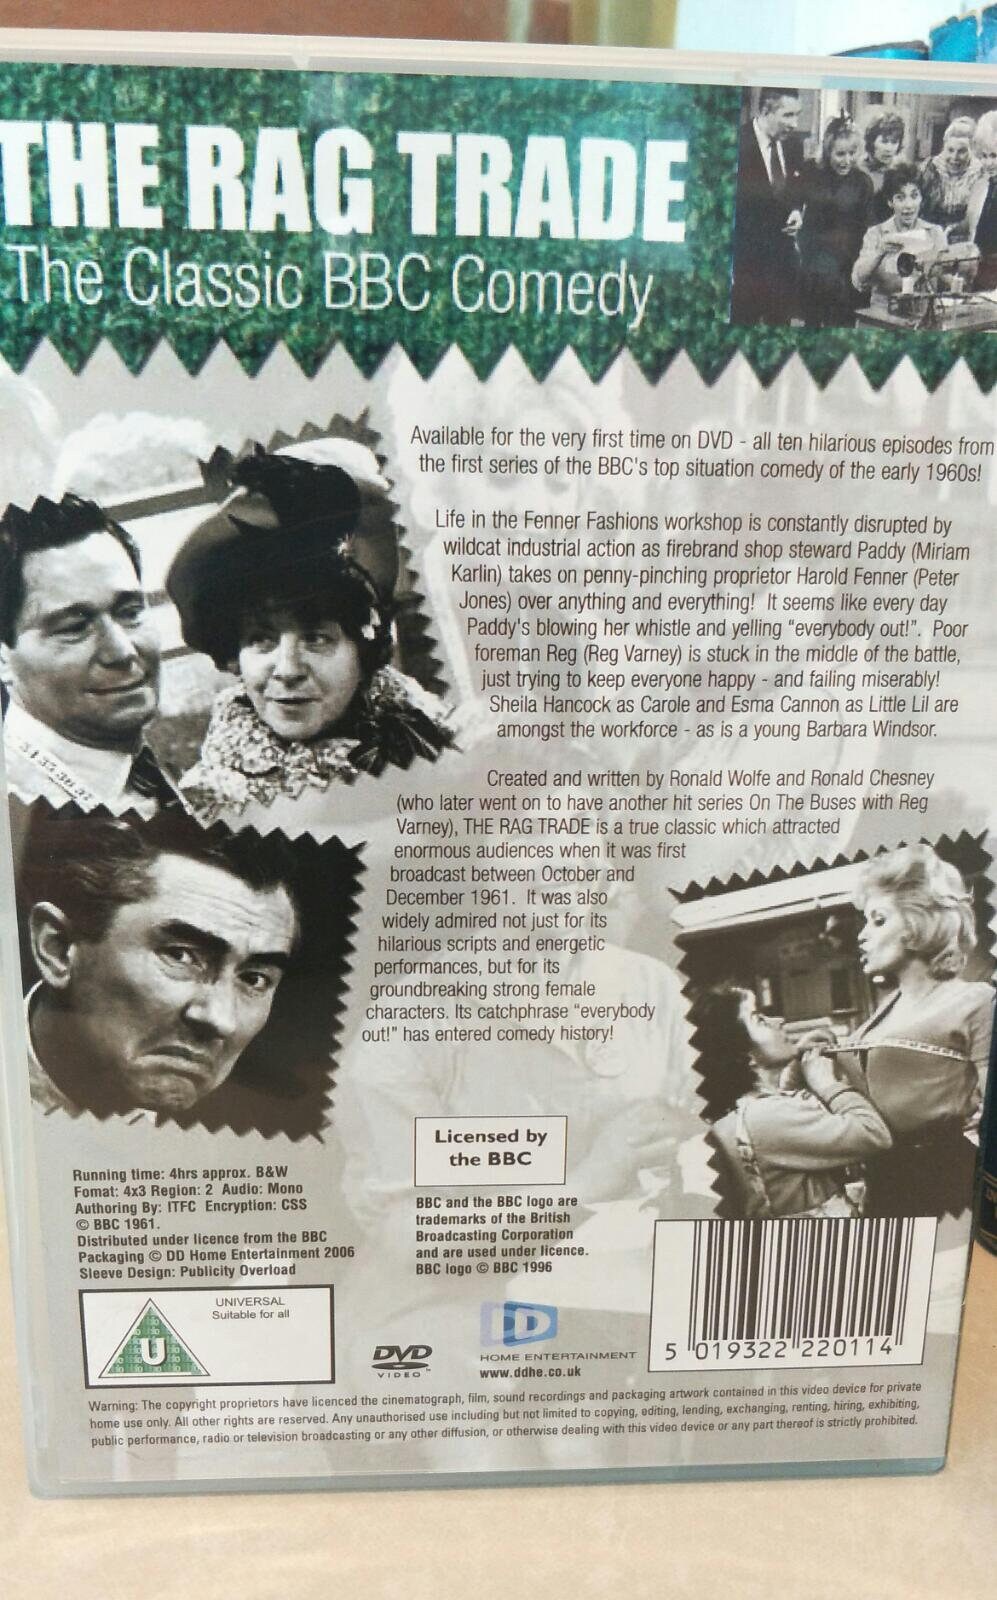 THE RAG TRADE
The Classic BBC Comedy
Available for the very first time on DVD - all ten hilarious episodes from
the first series of the BBC's top situation comedy of the early 1960s!
Life in the Fenner Fashions workshop is constantly disrupted by
wildcat industrial action as firebrand shop steward Paddy (Miriam
Karlin) takes on penny-pinching proprietor Harold Fenner (Peter
Jones) over anything and everything! It seems like every day
Paddy's blowing her whistle and yelling "everybody out!". Poor
foreman Reg (Reg Varney) is stuck in the middle of the battle,
just trying to keep everyone happy - and failing miserably!
Sheila Hancock as Carole and Esma Cannon as Little Lil are
amongst the workforce - as is a young Barbara Windsor.
Created and written by Ronald Wolfe and Ronald Chesney
(who later went on to have another hit series On The Buses with Reg
Varney), THE RAG TRADE is a true classic which attracted
enormous audiences when it was first
broadcast between October and
December 1961. It was also
widely admired not just for its
hilarious scripts and energetic
performances, but for its
groundbreaking strong female
characters. Its catchphrase "everybody
out!" has entered comedy history!
Running time: 4hrs approx. B&W
Fomat: 4x3 Region: 2 Audio: Mono
Authoring By: ITFC Encryption: CSS
© BBC 1961.
Distributed under licence from the BBC
Packaging © DD Home Entertainment 2006
Sleeve Design: Publicity Overload
Licensed by
the BBC
BBC and the BBC logo are
trademarks of the British
Broadcasting Corporation
and are used under licence.
BBC logo © BBC 1996
UNIVERSAL
Suitable for all
U
DVD
VIDEO
DD
HOME ENTERTAINMENT
www.ddhe.co.uk
5 019322 220114
Warning: The copyright proprietors have licenced the cinematograph, film, sound recordings and packaging artwork contained in this video device for private
home use only. All other rights are reserved. Any unauthorised use including but not limited to copying, editing, lending, exchanging, renting, hiring, exhibiting,
public performance, radio or television broadcasting or any other diffusion, or otherwise dealing with this video device or any part thereof is strictly prohibited.